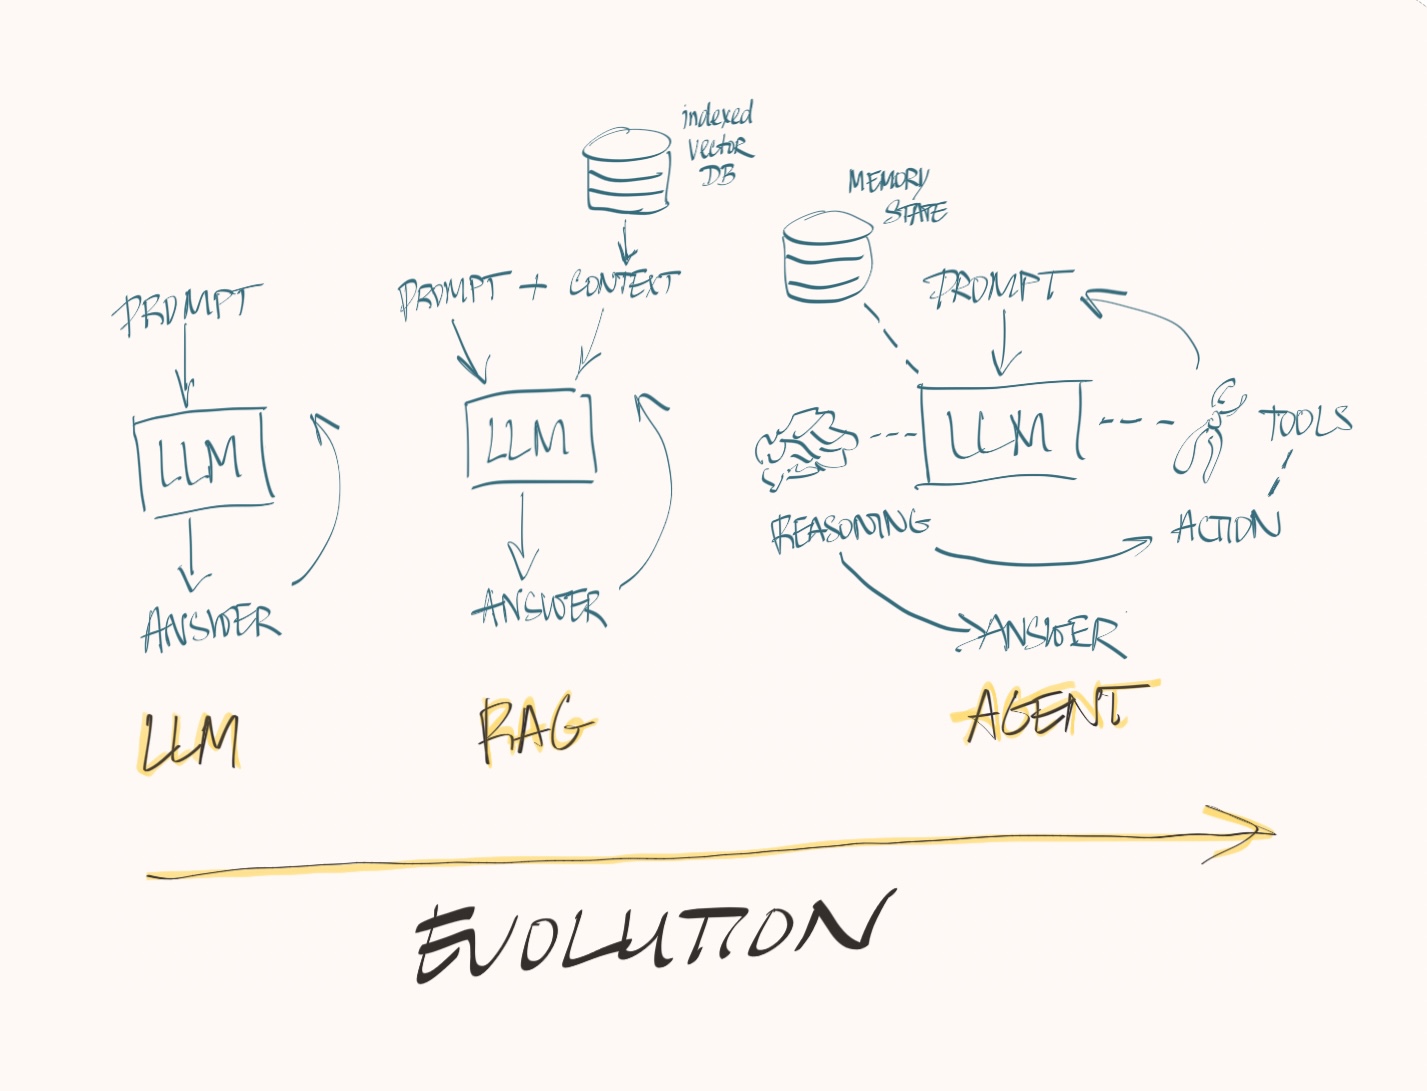 PROMPT
LLM
ANSWER
LLM
indexed
vector
DB
PROMPT + CONTEXT
LLM
ANSWER
RAG
MEMORY
STATE
PROMPT
LLM
TOOLS
REASONING
ACTION
ANSWER
AGENT
EVOLUTION